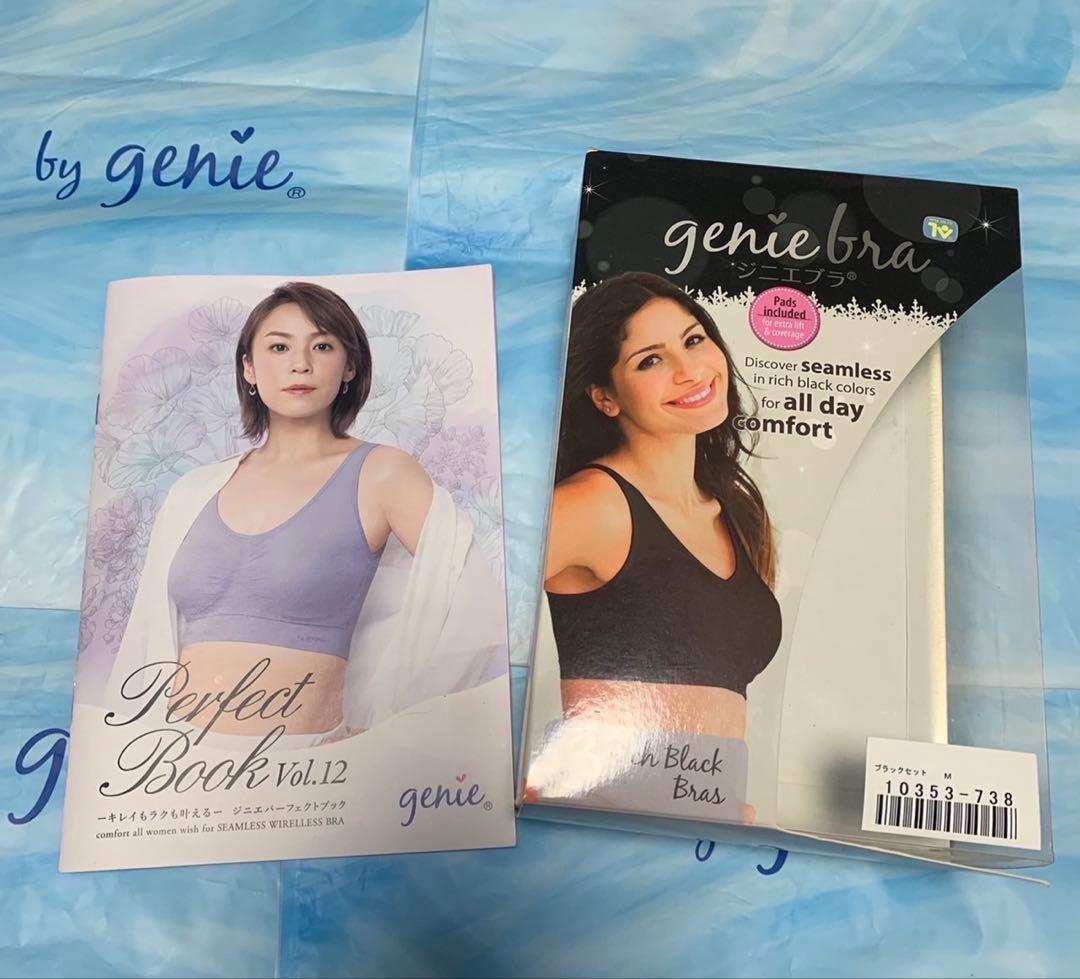 by genie®
genie bra
ジニエブラ®
Pads
included
for extra lift
& coverage
Discover seamless
in rich black colors
for all day
comfort
Black
Bras
ブラックセット M
10353-738
Perfect
Book Vol.12
ーキレイもラクも叶えるー ジニエパーフェクトブック
comfort all women wish for SEAMLESS WIRELLESS BRA
genie®